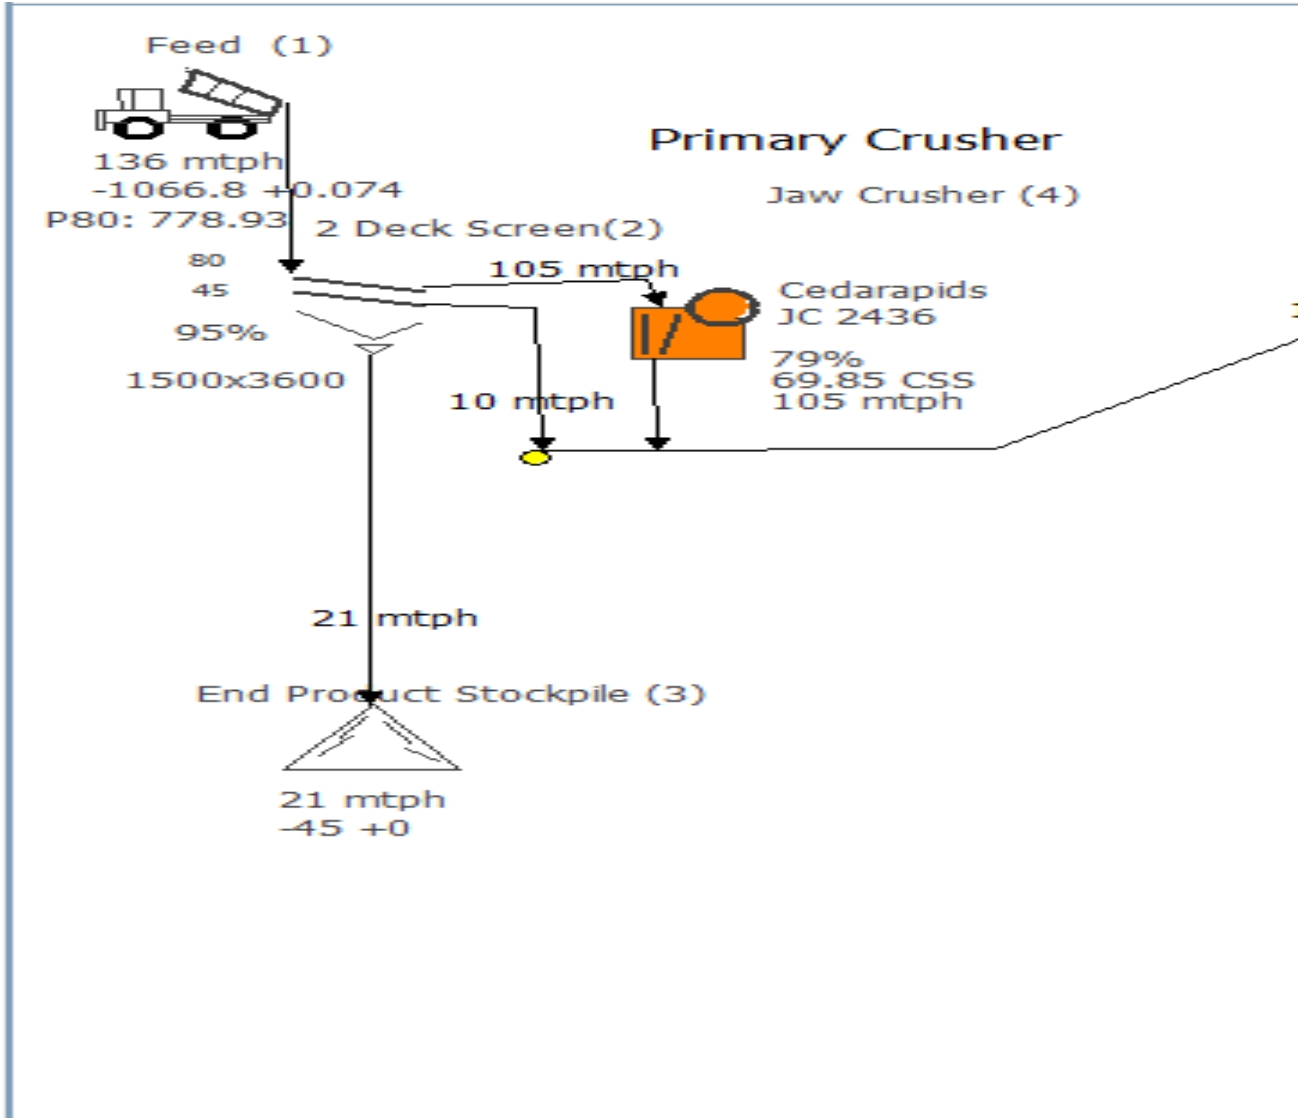 Feed (1)
136 mtph
-1066.8 +0.074
P80: 778.93
2 Deck Screen(2)
80
45
95%
1500x3600
105 mtph
10 mtph
Primary Crusher
Jaw Crusher (4)
Cedarapids
JC 2436
79%
69.85 CSS
105 mtph
21 mtph
End Product Stockpile (3)
21 mtph
-45 +0